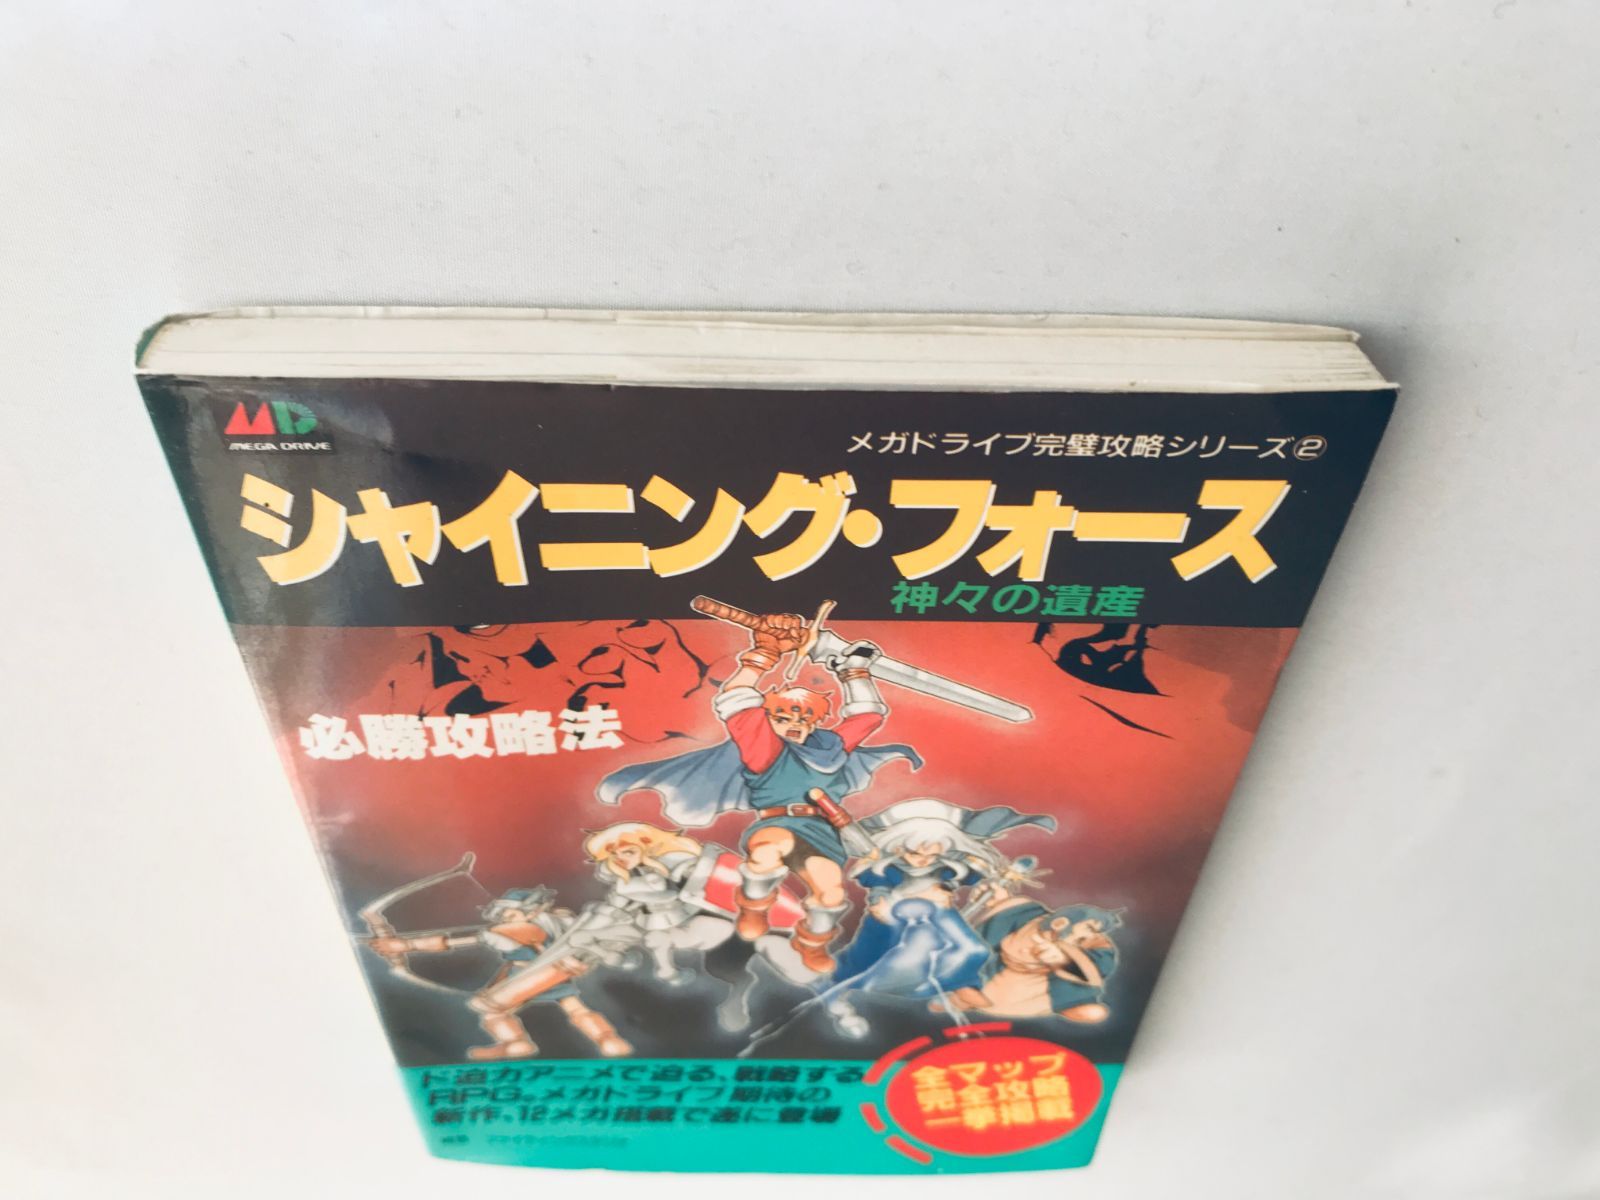 MD
MEGA DRIVE
メガドライブ完璧攻略シリーズ②
シャイニング・フォース
神々の遺産
必勝攻略法
ド迫力アニメで迫る、戦略する
RPG。メガドライブ期待の
新作、12メガ搭載で遂に登場
全マップ
完全攻略
一挙掲載